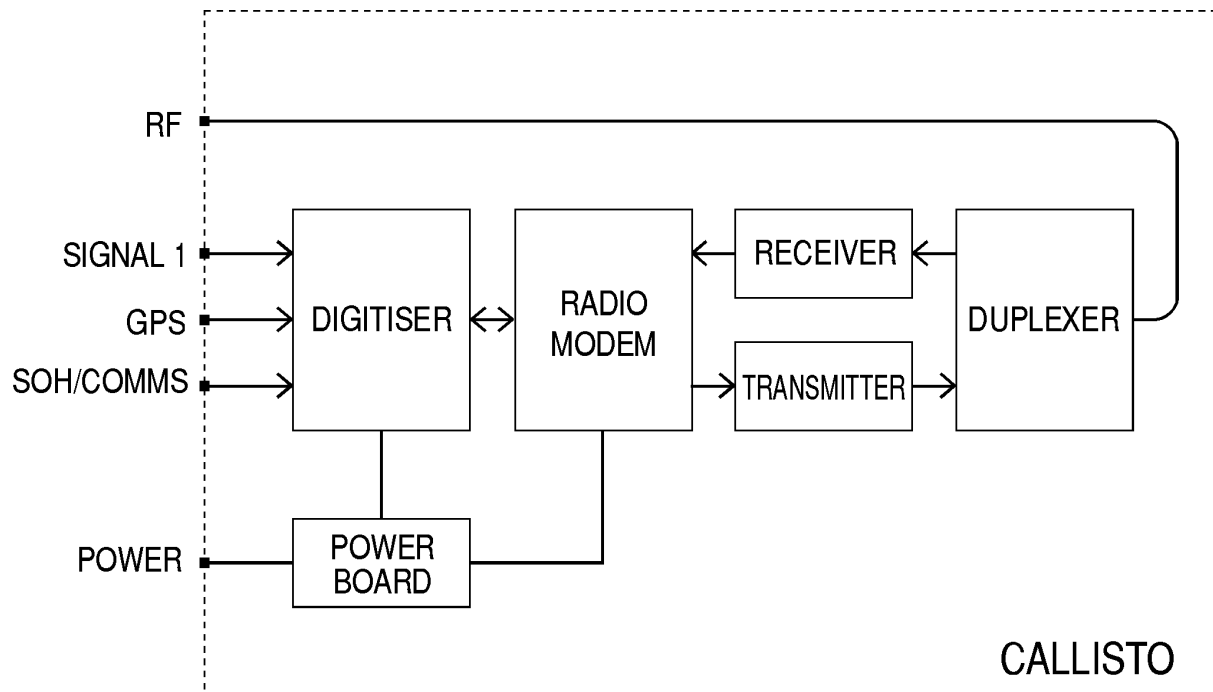 RF
SIGNAL 1
GPS
SOH/COMMS
POWER
DIGITISER
RADIO
MODEM
RECEIVER
TRANSMITTER
DUPLEXER
POWER
BOARD
CALLISTO